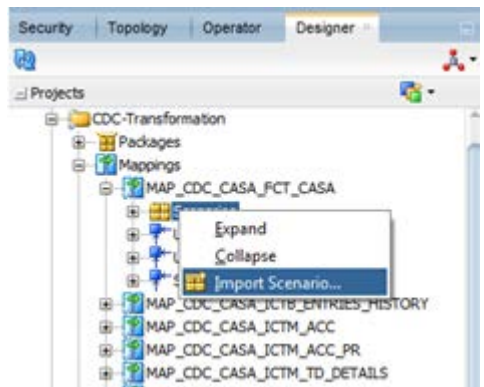 Security Topology Operator Designer
Projects
CDC-Transformation
Packages
Mappings
MAP_CDC_CASA_FCT_CASA
Expand
Collapse
Import Scenario...
MAP_CDC_CASA_ICTB_ENTRIES_HISTORY
MAP_CDC_CASA_ICTM_ACC
MAP_CDC_CASA_ICTM_ACC_PR
MAP_CDC_CASA_ICTM_TD_DETAILS